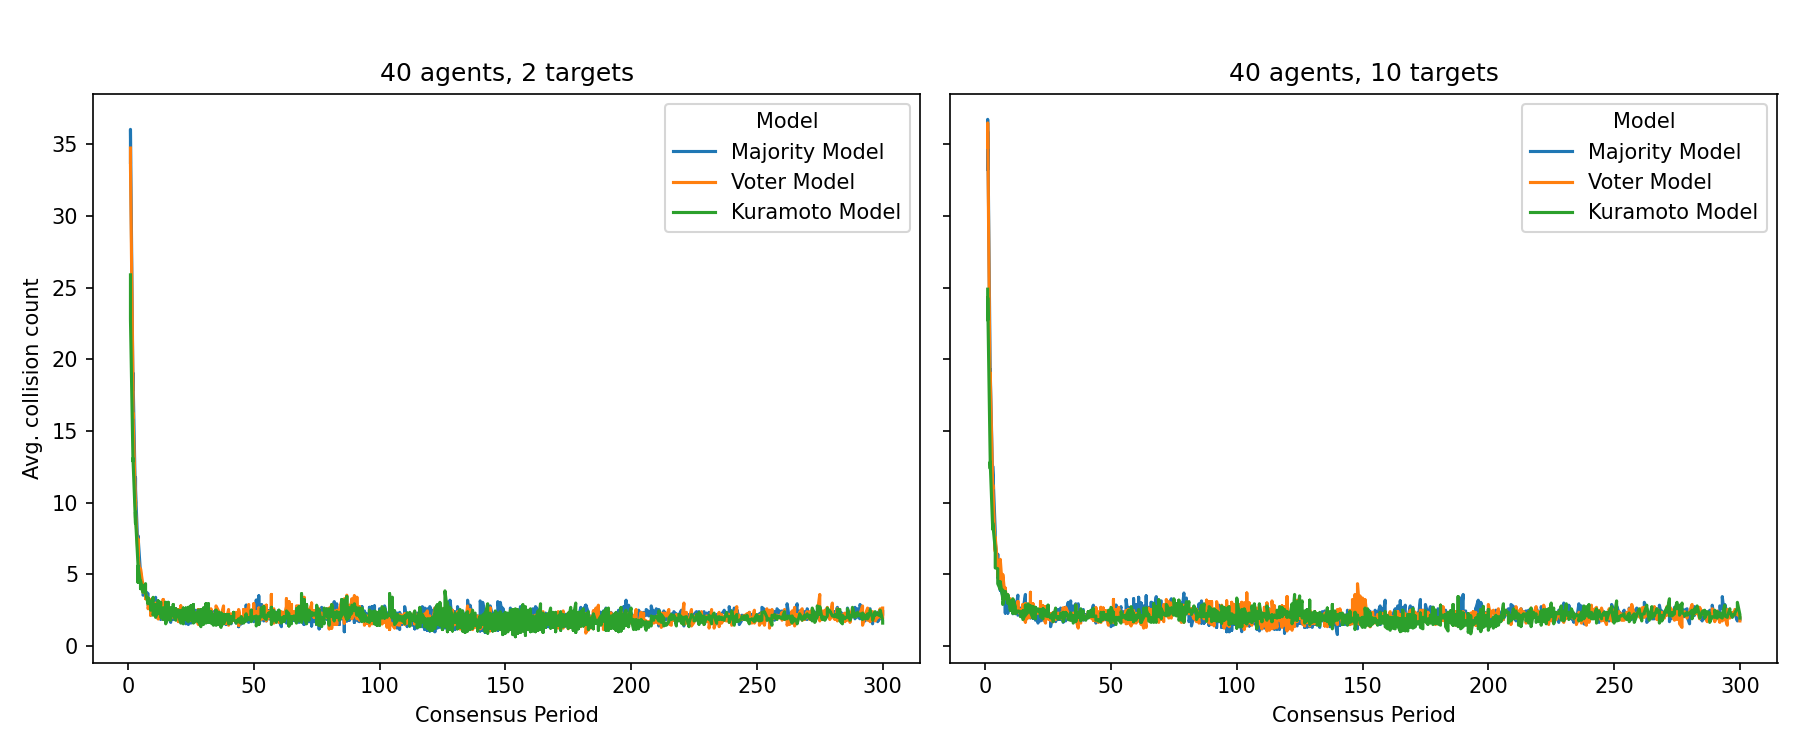 40 agents, 2 targets
Avg. collision count
35
30
25
20
15
10
5
0
Model
Majority Model
Voter Model
Kuramoto Model
0 50 100 150 200 250 300
Consensus Period
40 agents, 10 targets
Model
Majority Model
Voter Model
Kuramoto Model
0 50 100 150 200 250 300
Consensus Period